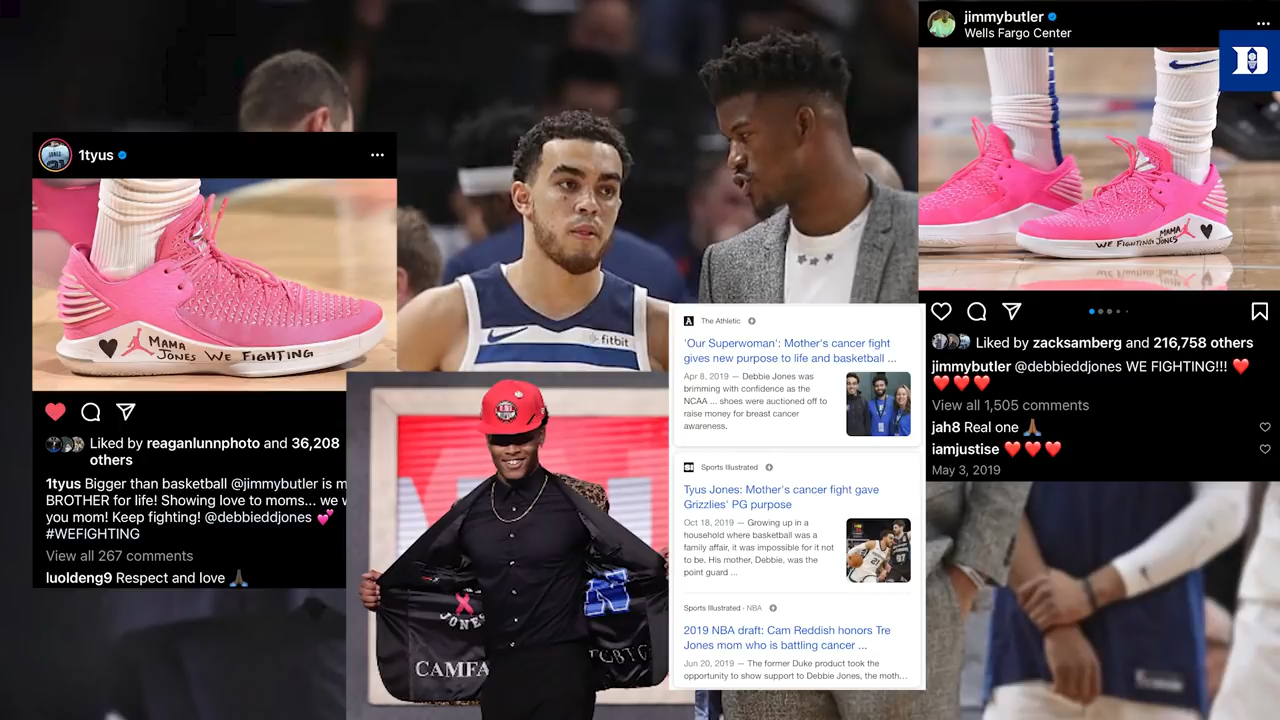 1tyus
MAMA
JONES WE FIGHTING
Liked by reaganlunnphoto and 36,208
others
1tyus Bigger than basketball @jimmybutler is m
BROTHER for life! Showing love to moms... we
you mom! Keep fighting! @debbieddjones 💕
#WEFIGHTING
View all 267 comments
luoldeng9 Respect and love 🙏🏾
fitbit
JONES
CAMFA
The Athletic
'Our Superwoman': Mother's cancer fight
gives new purpose to life and basketball ...
Apr 8, 2019 — Debbie Jones was
brimming with confidence as the
NCAA ... shoes were auctioned off to
raise money for breast cancer
awareness.
Sports Illustrated
Tyus Jones: Mother's cancer fight gave
Grizzlies' PG purpose
Oct 18, 2019 — Growing up in a
household where basketball was a
family affair, it was impossible for it not
to be. His mother, Debbie, was the
point guard ...
Sports Illustrated · NBA
2019 NBA draft: Cam Reddish honors Tre
Jones mom who is battling cancer ...
Jun 20, 2019 — The former Duke product took the
opportunity to show support to Debbie Jones, the moth...
jimmybutler
Wells Fargo Center
D
MAMA
WE FIGHTING JONES
Liked by zacksamberg and 216,758 others
jimmybutler @debbieddjones WE FIGHTING!!! ❤️
❤️❤️❤️
View all 1,505 comments
jah8 Real one 🙏🏾
iamjustise ❤️❤️❤️
May 3, 2019